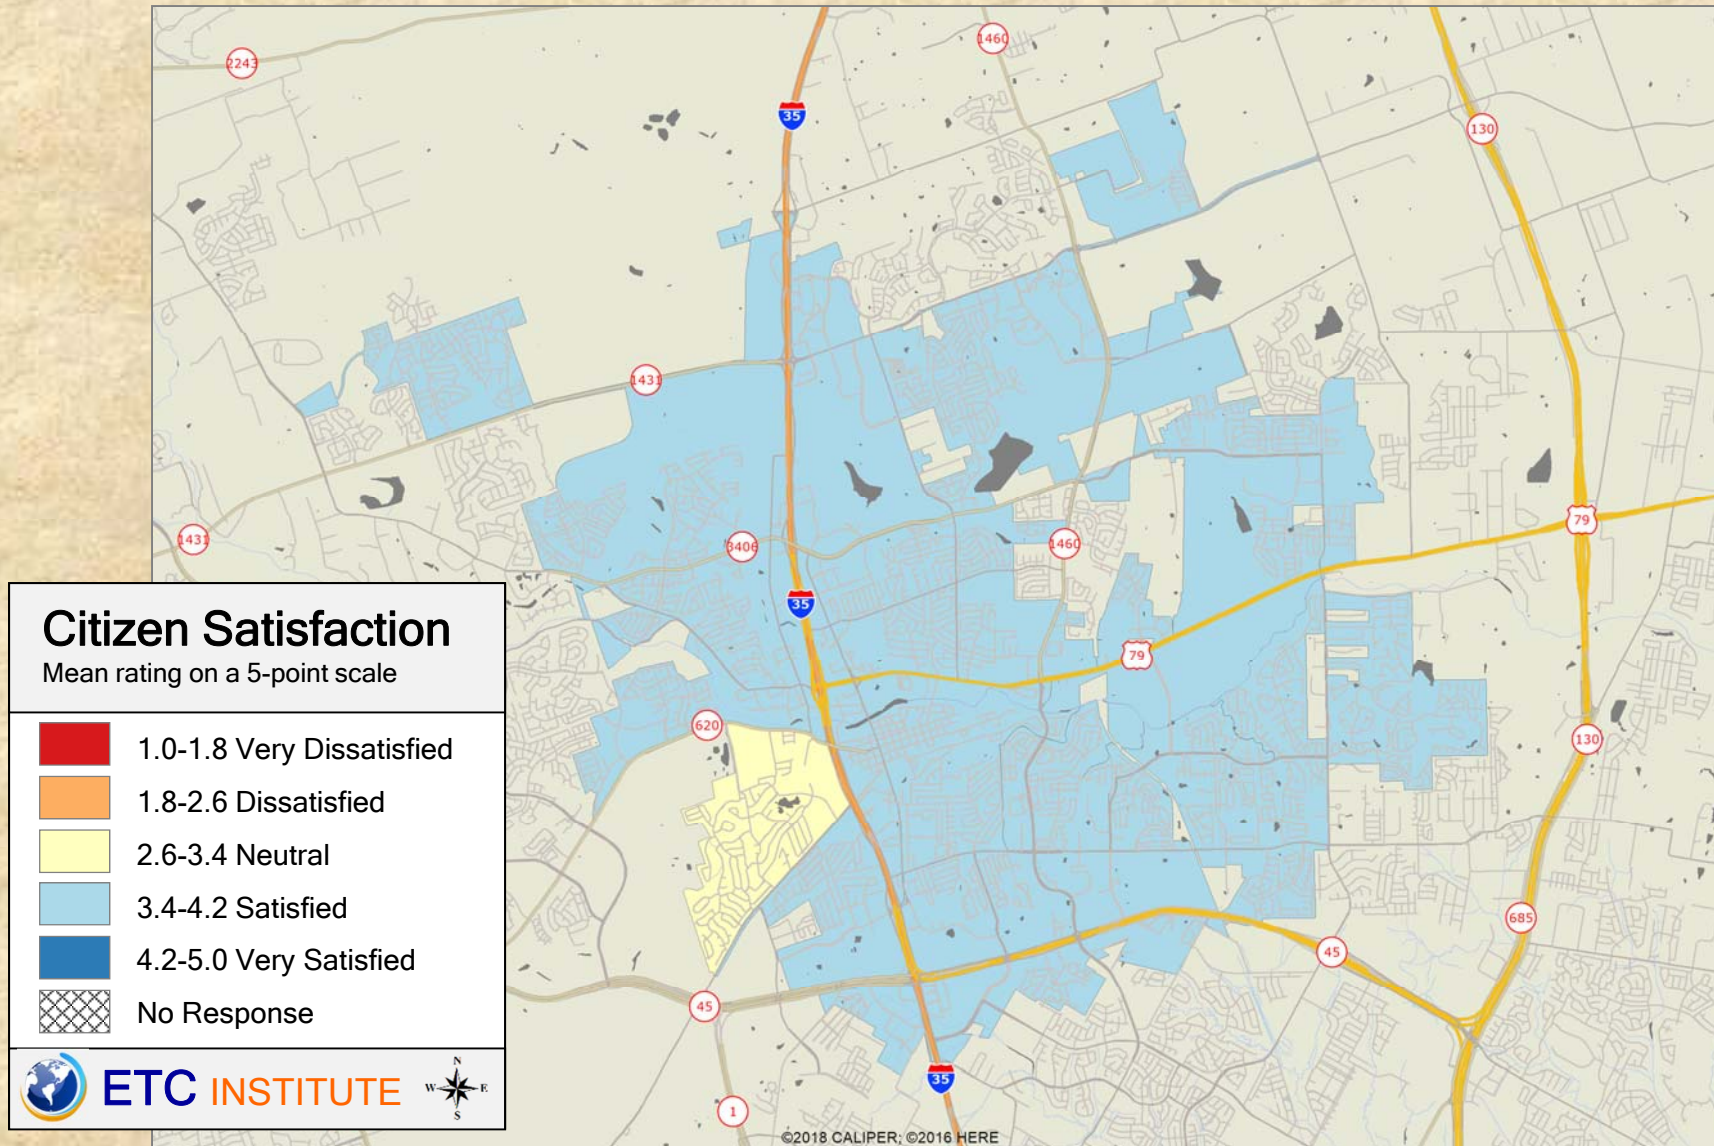 2243
1460
35
130
1431
1431
3406
1460
79
35
79
620
130
685
45
45
35
1
Citizen Satisfaction
Mean rating on a 5-point scale
1.0-1.8 Very Dissatisfied
1.8-2.6 Dissatisfied
2.6-3.4 Neutral
3.4-4.2 Satisfied
4.2-5.0 Very Satisfied
No Response
ETC INSTITUTE
N
W E
S
©2018 CALIPER; ©2016 HERE